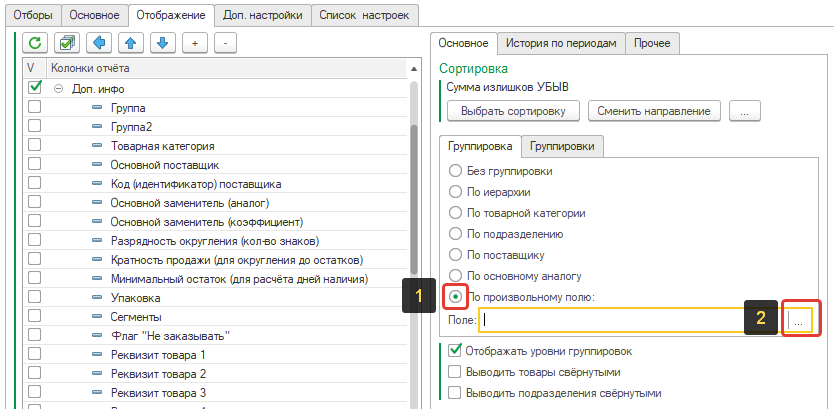 Отборы Основное Отображение Доп. настройки Список настроек
+ -
V Колонки отчёта
Доп. инфо
Группа
Группа2
Товарная категория
Основной поставщик
Код (идентификатор) поставщика
Основной заменитель (аналог)
Основной заменитель (коэффициент)
Разрядность округления (кол-во знаков)
Кратность продажи (для округления до остатков)
Минимальный остаток (для расчёта дней наличия)
Упаковка
Сегменты
Флаг "Не заказывать"
Реквизит товара 1
Реквизит товара 2
Реквизит товара 3
Основное История по периодам Прочее
Сортировка
Сумма излишков УБЫВ
Выбрать сортировку Сменить направление ...
Группировка Группировки
Без группировки
По иерархии
По товарной категории
По подразделению
По поставщику
По основному аналогу
1 По произвольному полю:
Поле: 2 ...
Отображать уровни группировок
Выводить товары свёрнутыми
Выводить подразделения свёрнутыми